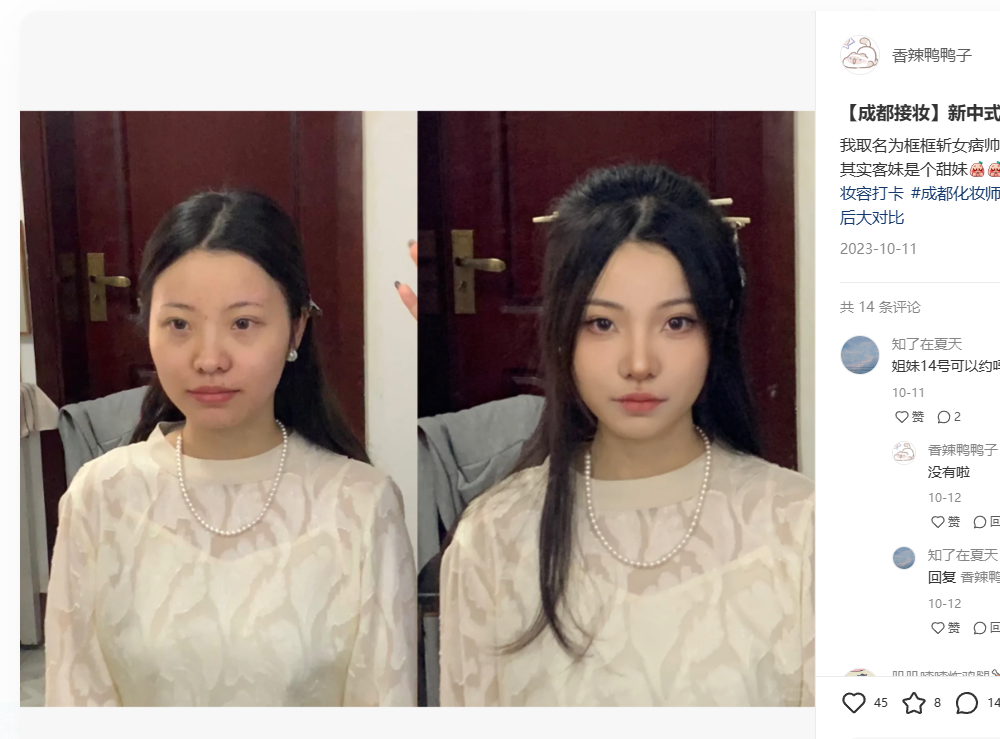 香辣鸭鸭子
【成都接妆】新中式
我取名为框框斩女痞帅
其实客妹是个甜妹
妆容打卡 #成都化妆师
后大对比
2023-10-11
共 14 条评论
知了在夏天
姐妹14号可以约吗
10-11
赞 2
香辣鸭鸭子
没有啦
10-12
赞 回
知了在夏天
回复 香辣鸭
10-12
赞 回
45 8 14